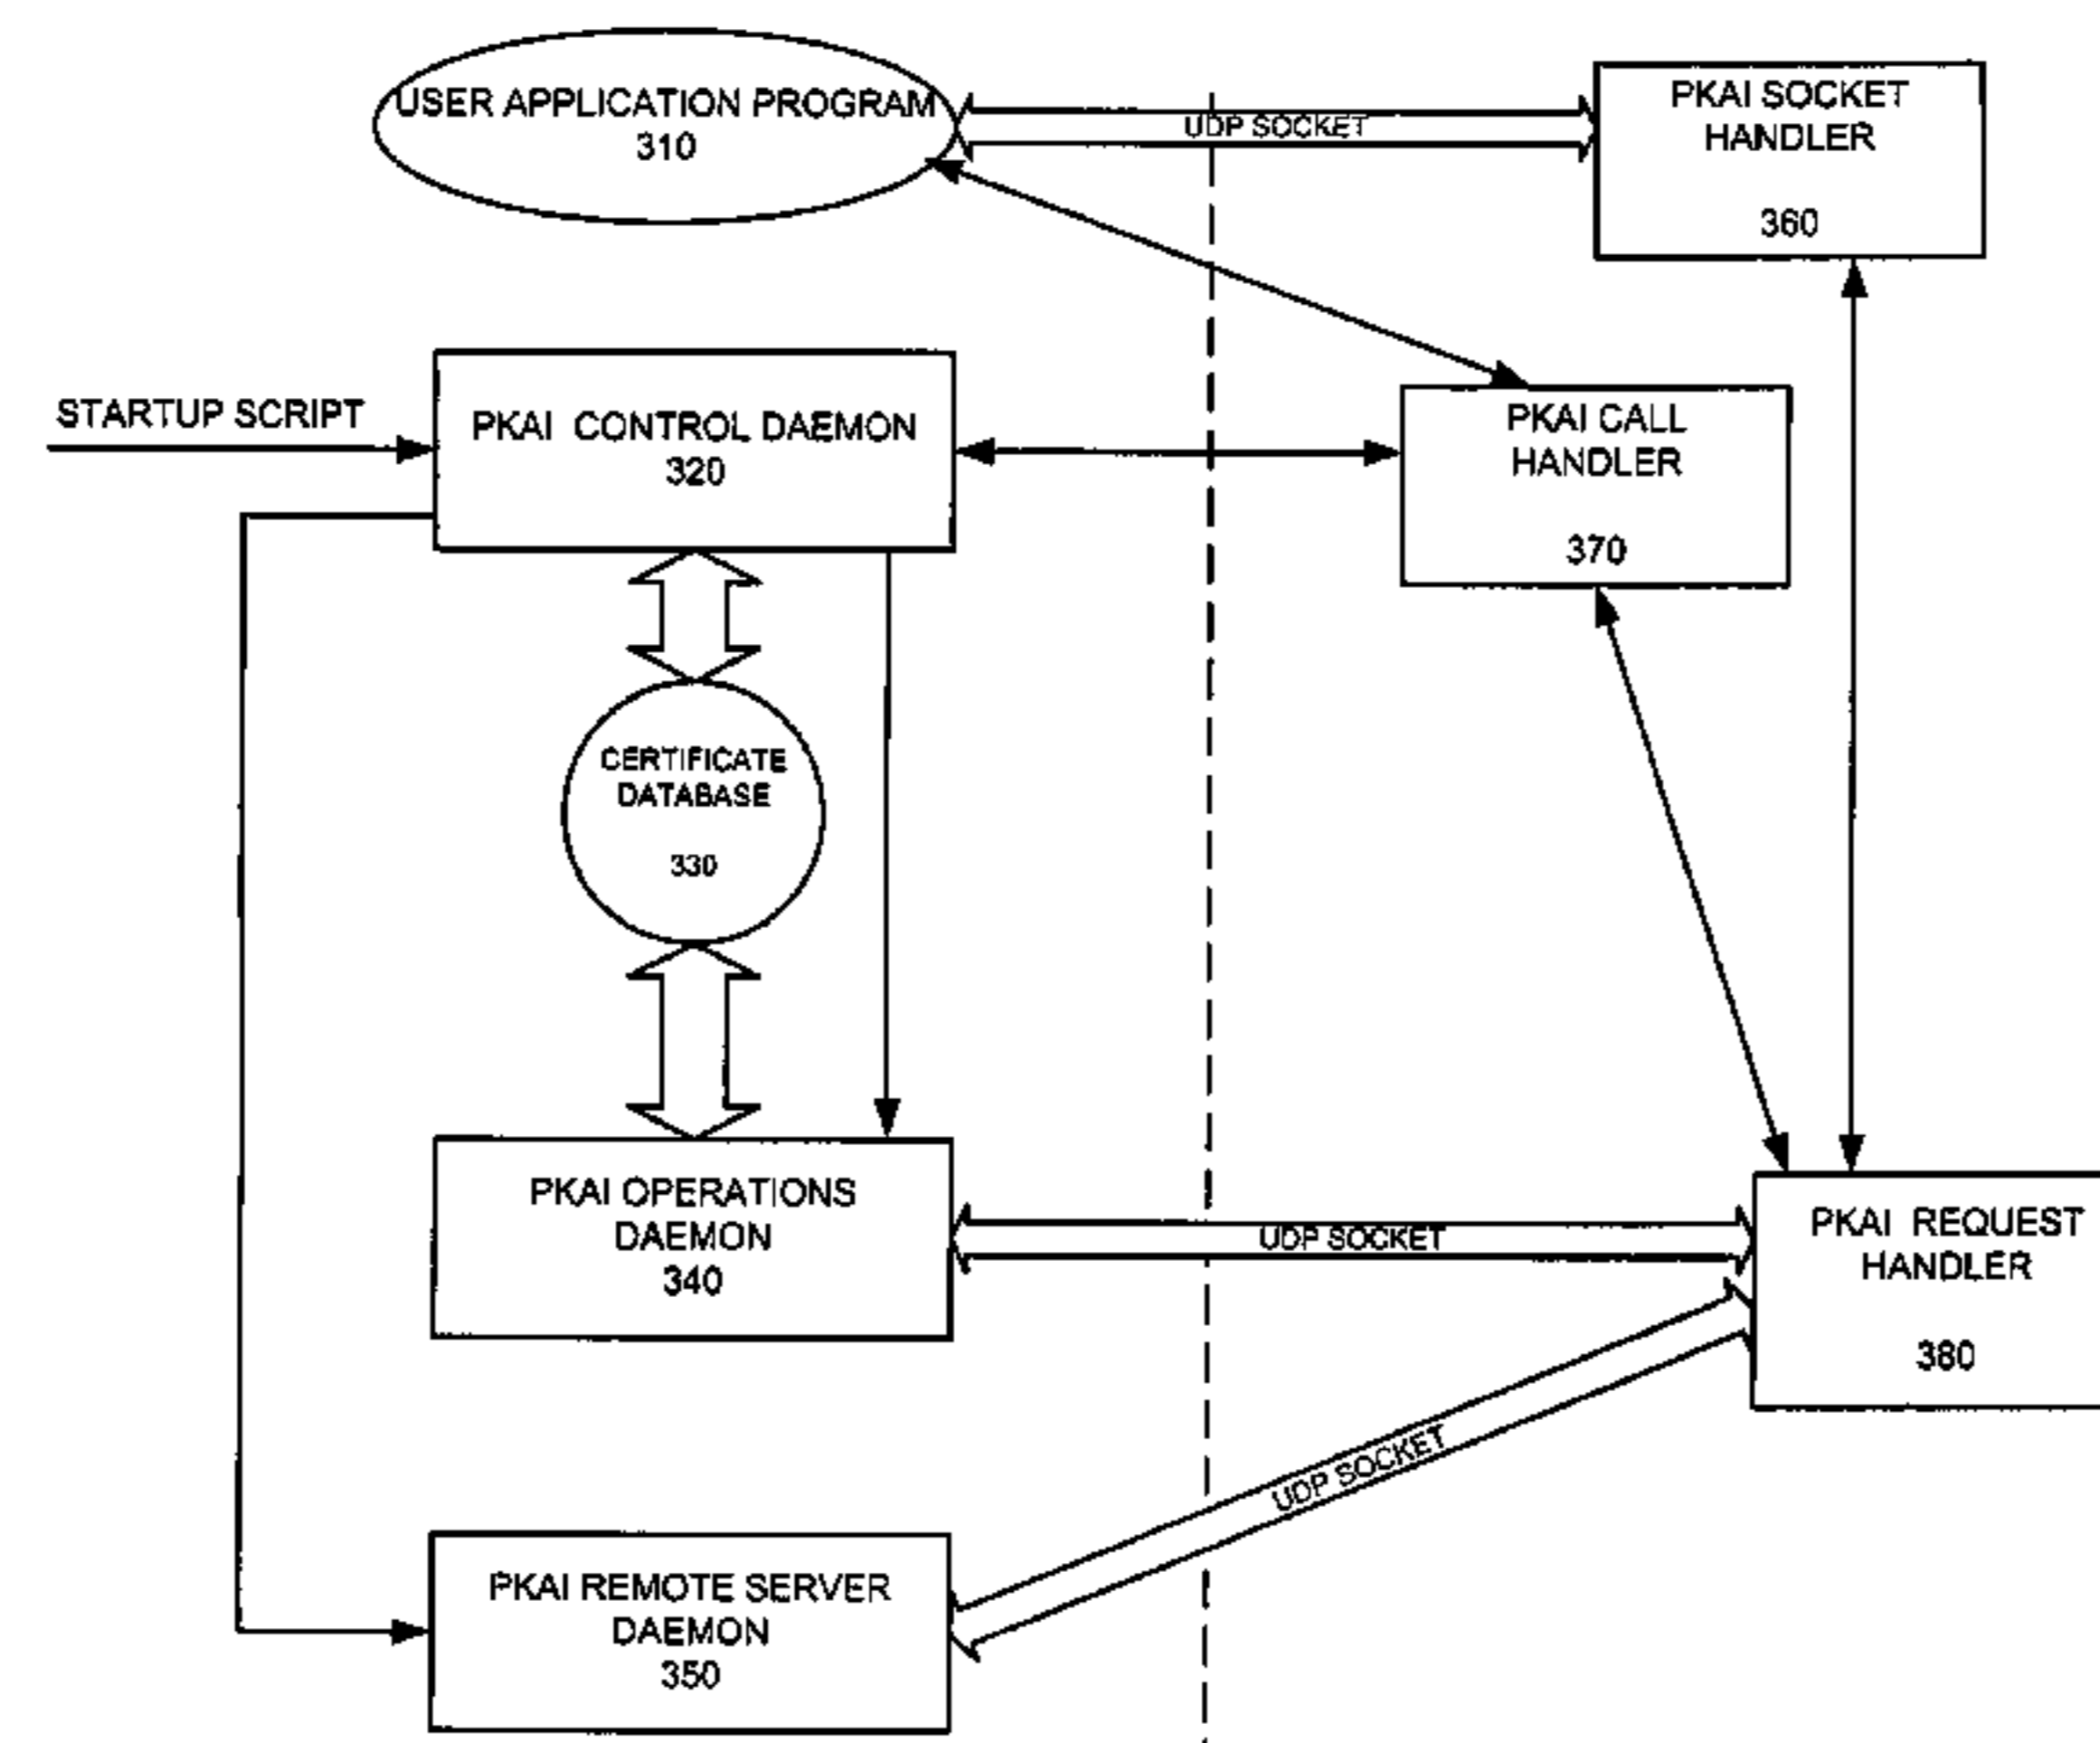 USER APPLICATION PROGRAM
310
UDP SOCKET
PKAI SOCKET
HANDLER
360
STARTUP SCRIPT
PKAI CONTROL DAEMON
320
PKAI CALL
HANDLER
370
CERTIFICATE
DATABASE
330
PKAI OPERATIONS
DAEMON
340
UDP SOCKET
PKAI REQUEST
HANDLER
380
UDP SOCKET
PKAI REMOTE SERVER
DAEMON
350